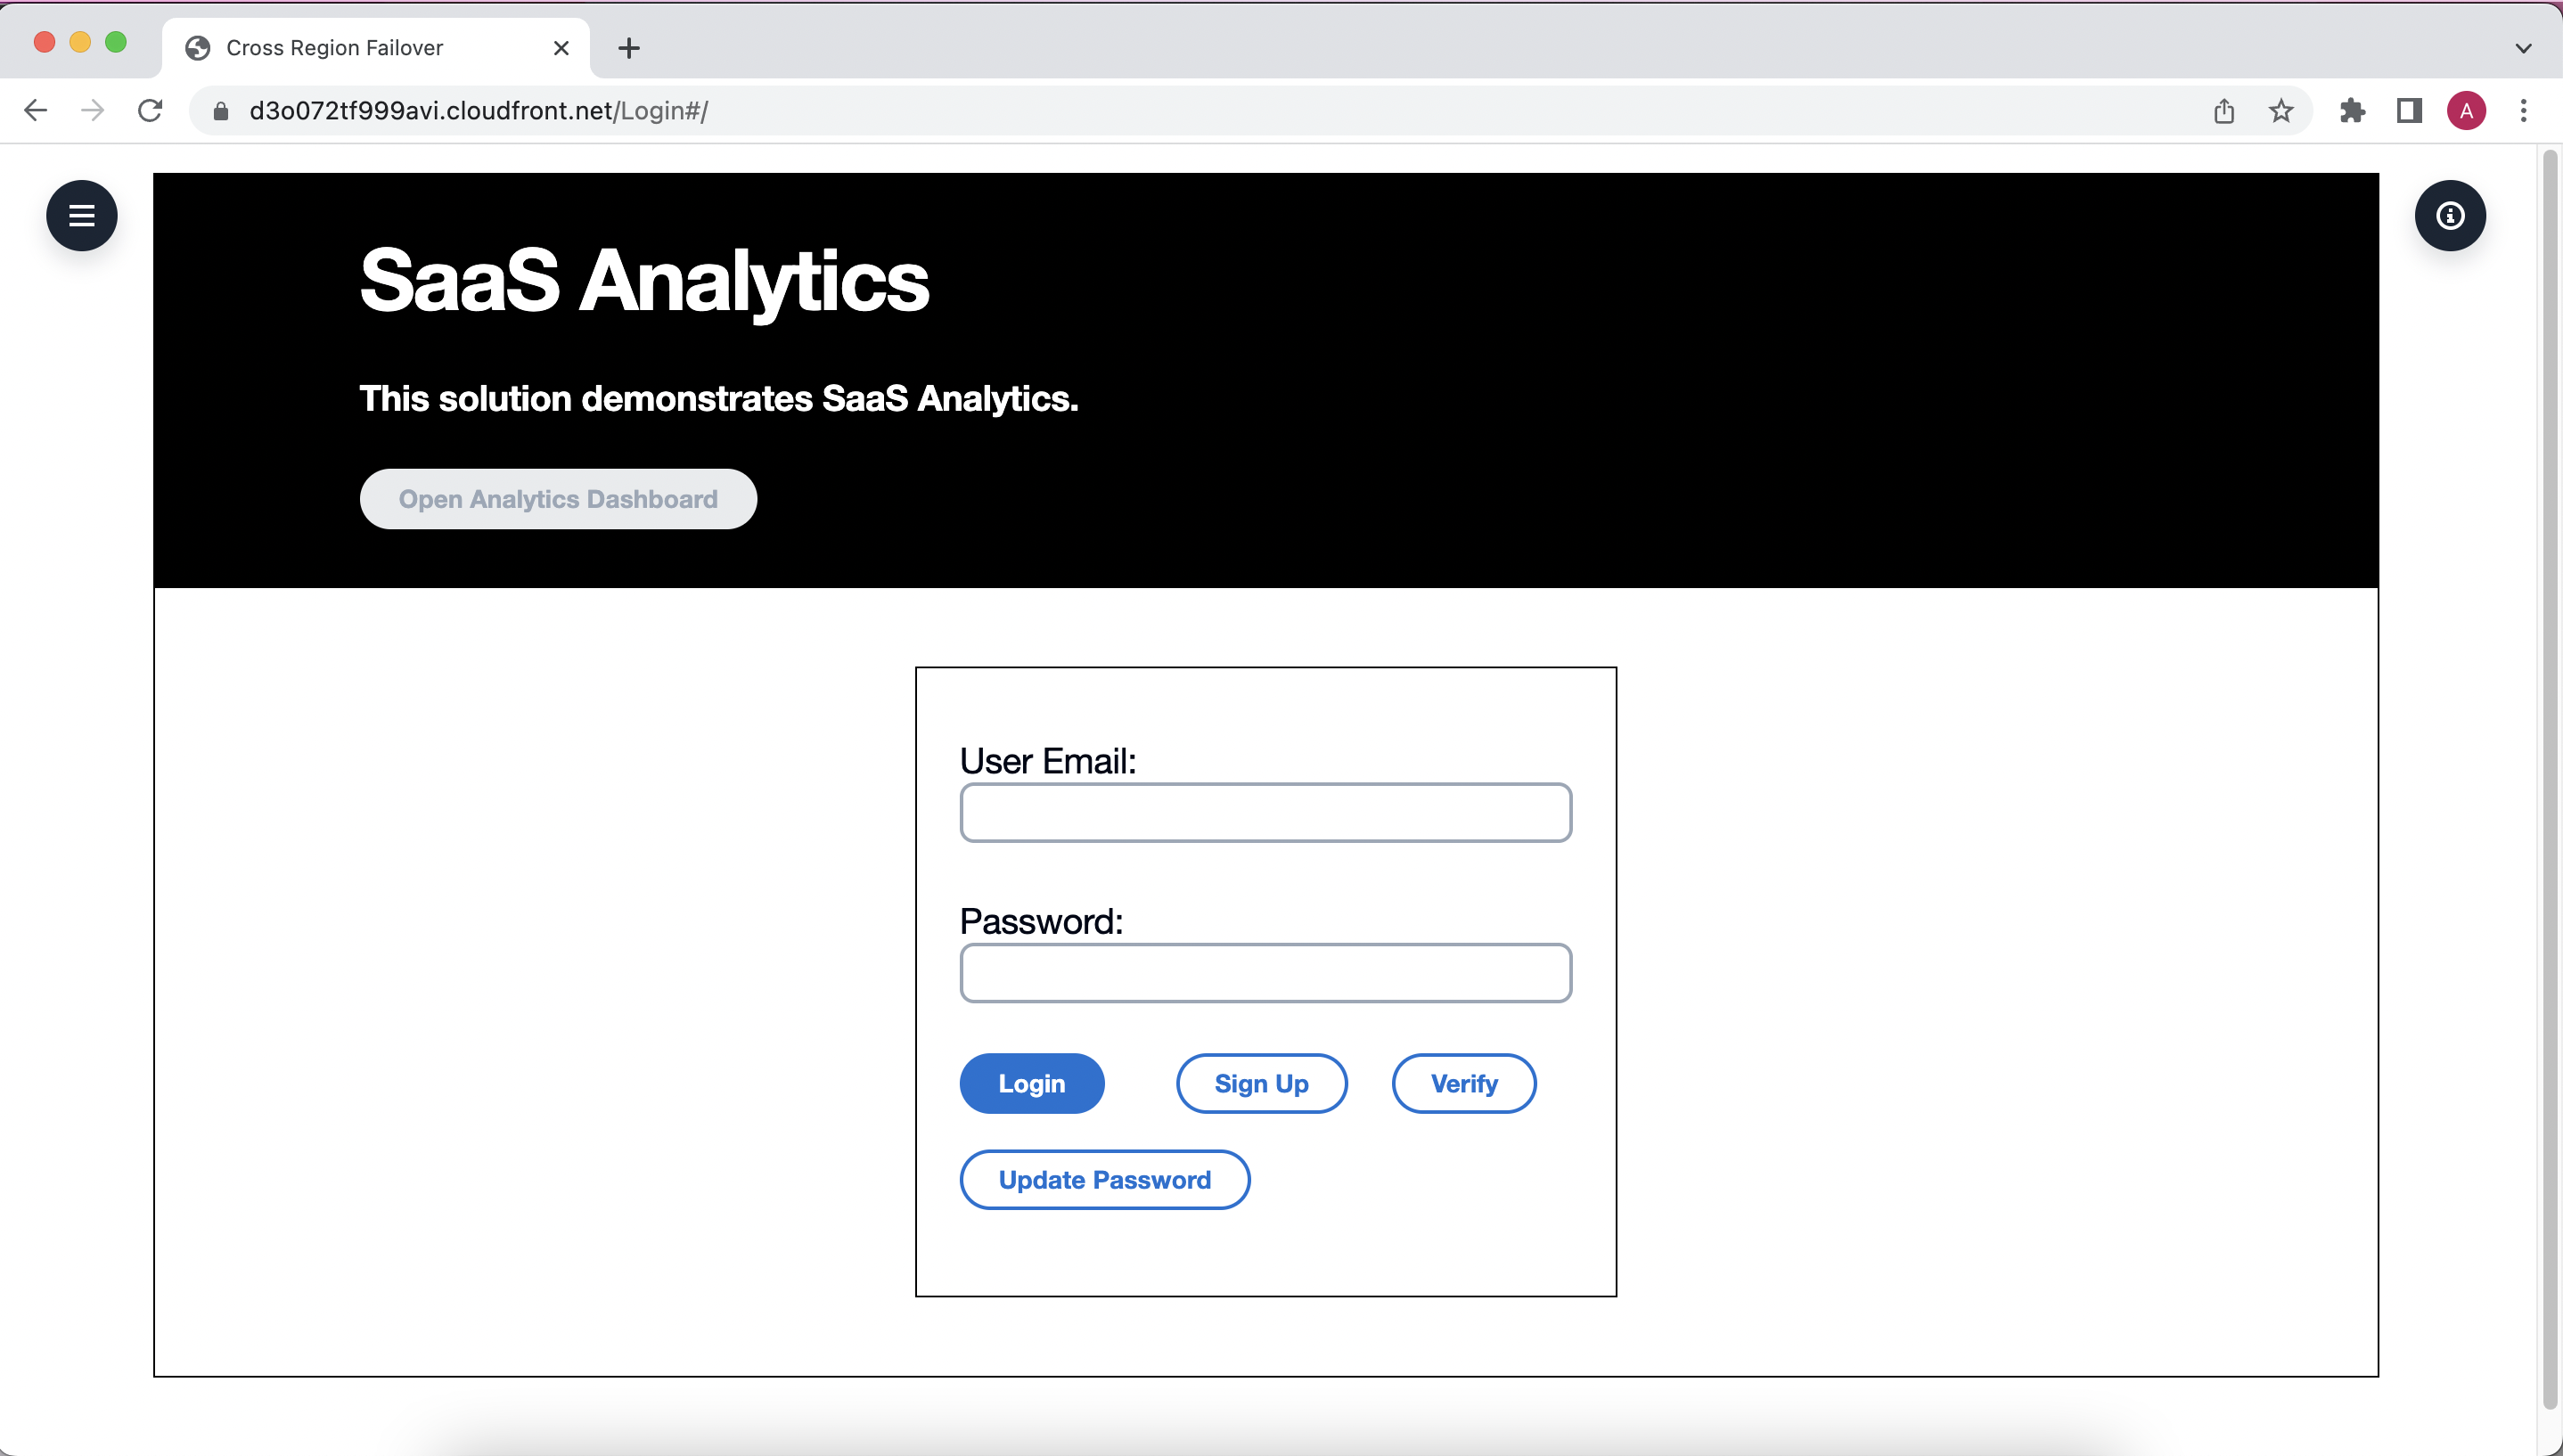 Cross Region Failover
d3o072tf999avi.cloudfront.net/Login#/
A
SaaS Analytics
This solution demonstrates SaaS Analytics.
Open Analytics Dashboard
User Email:
Password:
Login Sign Up Verify
Update Password